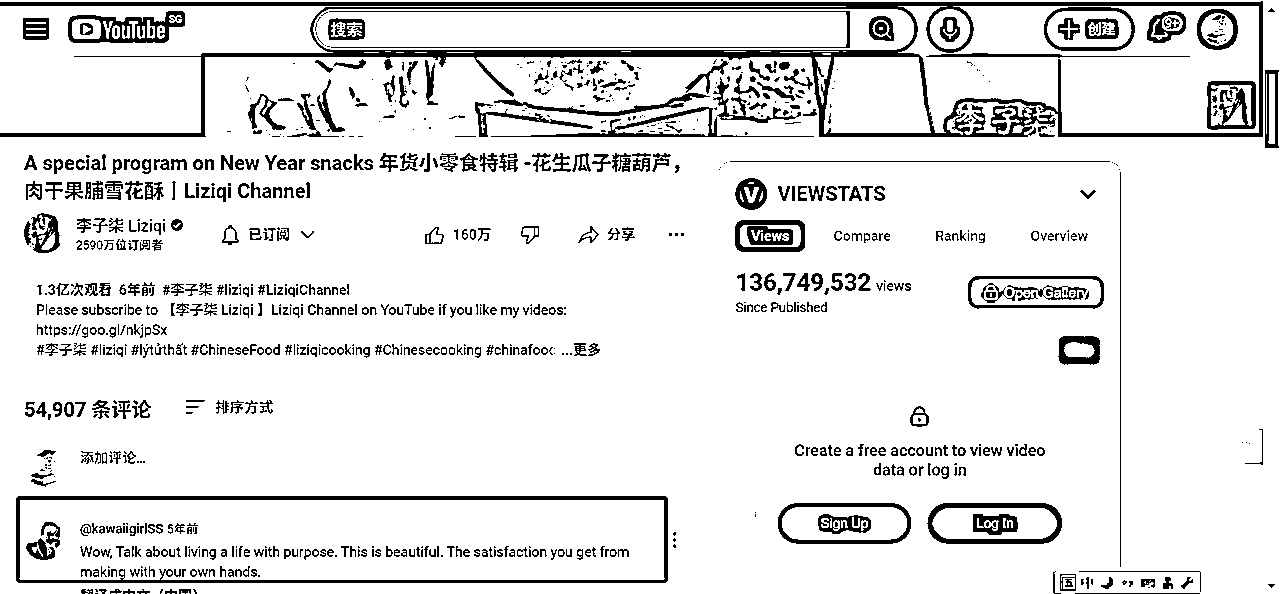 YouTube SG
搜索
创建
9+
李子柒
A special program on New Year snacks 年货小零食特辑 -花生瓜子糖葫芦，
肉干果脯雪花酥丨Liziqi Channel
李子柒 Liziqi
2590万位订阅者
已订阅
160万
分享
1.3亿次观看 6年前 #李子柒 #liziqi #LiziqiChannel
Please subscribe to 【李子柒 Liziqi 】Liziqi Channel on YouTube if you like my videos:
https://goo.gl/nkjpSx
#李子柒 #liziqi #lýtửthất #ChineseFood #liziqicooking #Chinesecooking #chinafood ...更多
54,907 条评论
排序方式
添加评论...
@kawaiigirlSS 5年前
Wow, Talk about living a life with purpose. This is beautiful. The satisfaction you get from
making with your own hands.
VIEWSTATS
Views Compare Ranking Overview
136,749,532 views
Since Published
Open Gallery
Create a free account to view video
data or log in
Sign Up
Log In
五 中